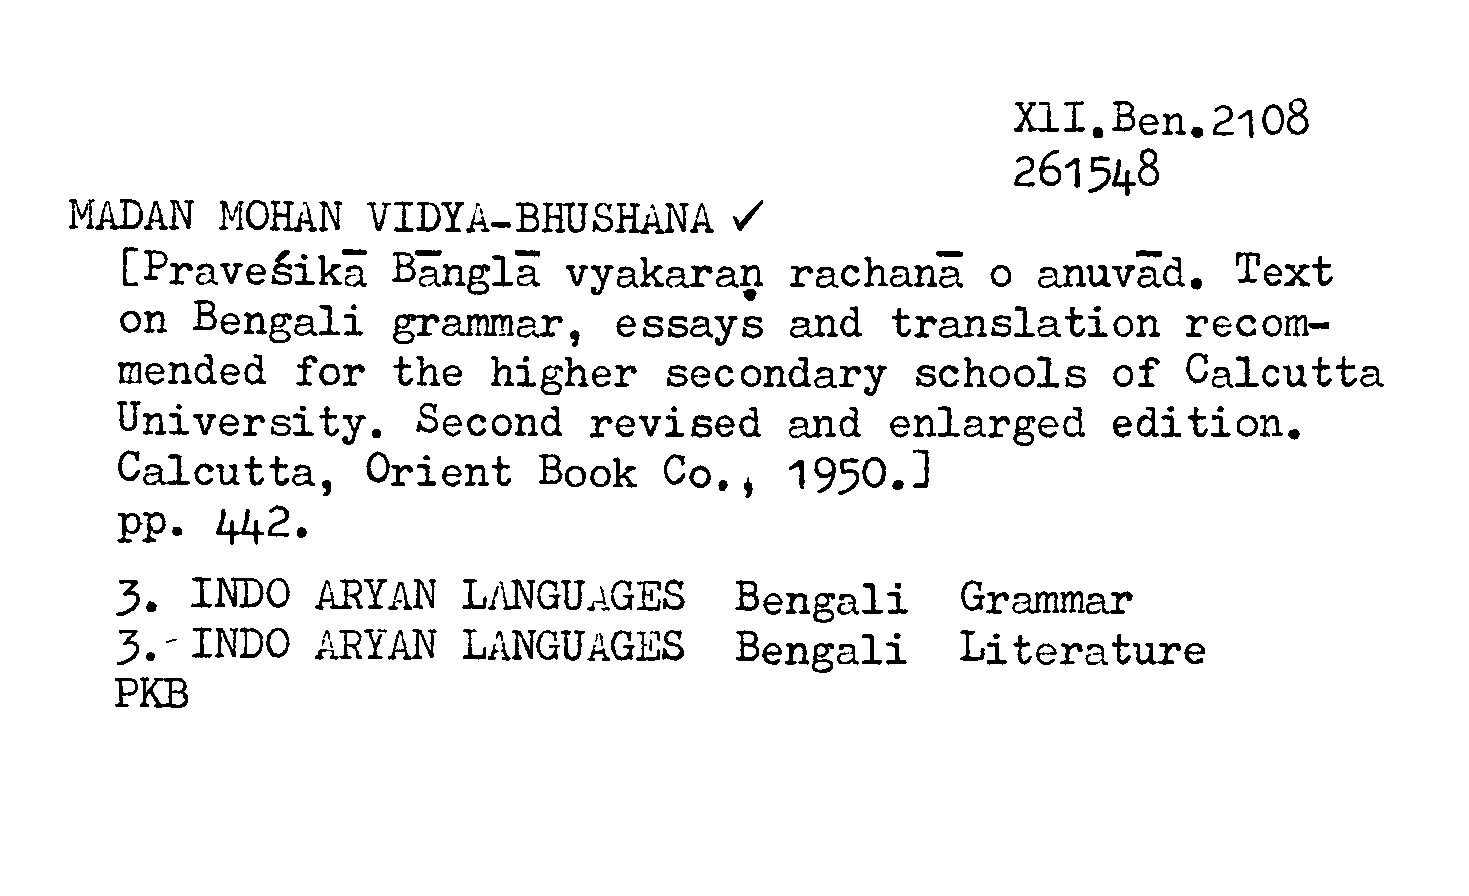 XlI.Ben.2108
261548
MADAN MOHAN VIDYA-BHUSHANA ✓
[Praveśikā Bānglā vyakaraṇ rachanā o anuvād. Text
on Bengali grammar, essays and translation recom-
mended for the higher secondary schools of Calcutta
University. Second revised and enlarged edition.
Calcutta, Orient Book Co., 1950.]
pp. 442.
3. INDO ARYAN LANGUAGES Bengali Grammar
3.- INDO ARYAN LANGUAGES Bengali Literature
PKB